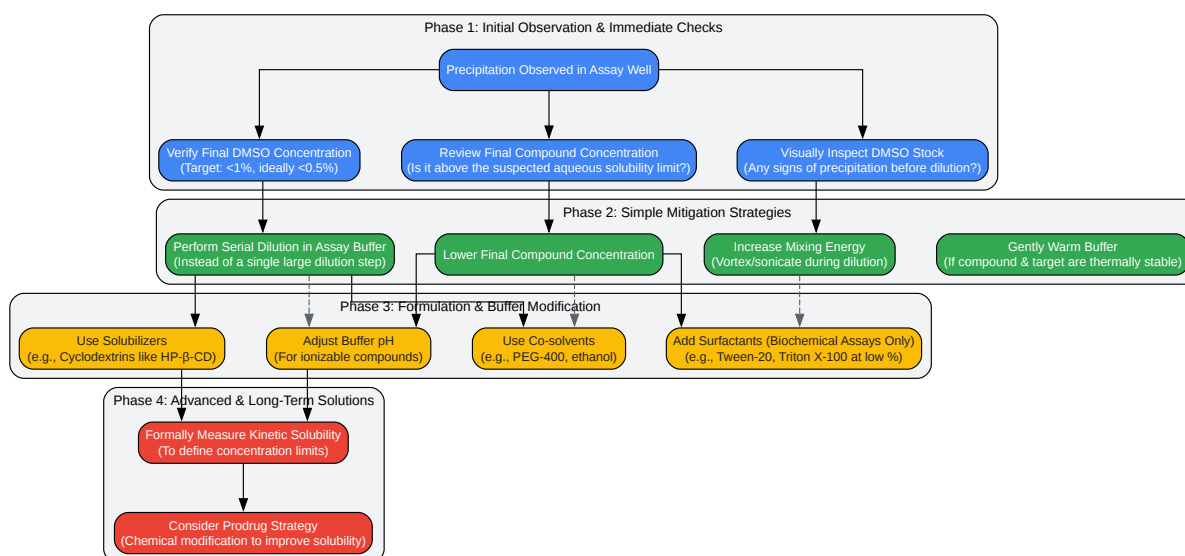 Phase 1: Initial Observation & Immediate Checks
Precipitation Observed in Assay Well
Verify Final DMSO Concentration
(Target: <1%, ideally <0.5%)
Review Final Compound Concentration
(Is it above the suspected aqueous solubility limit?)
Visually Inspect DMSO Stock
(Any signs of precipitation before dilution?)
Phase 2: Simple Mitigation Strategies
Perform Serial Dilution in Assay Buffer
(Instead of a single large dilution step)
Lower Final Compound Concentration
Increase Mixing Energy
(Vortex/sonicate during dilution)
Gently Warm Buffer
(If compound & target are thermally stable)
Phase 3: Formulation & Buffer Modification
Use Solubilizers
(e.g., Cyclodextrins like HP-β-CD)
Adjust Buffer pH
(For ionizable compounds)
Use Co-solvents
(e.g., PEG-400, ethanol)
Add Surfactants (Biochemical Assays Only)
(e.g., Tween-20, Triton X-100 at low %)
Phase 4: Advanced & Long-Term Solutions
Formally Measure Kinetic Solubility
(To define concentration limits)
Consider Prodrug Strategy
(Chemical modification to improve solubility)